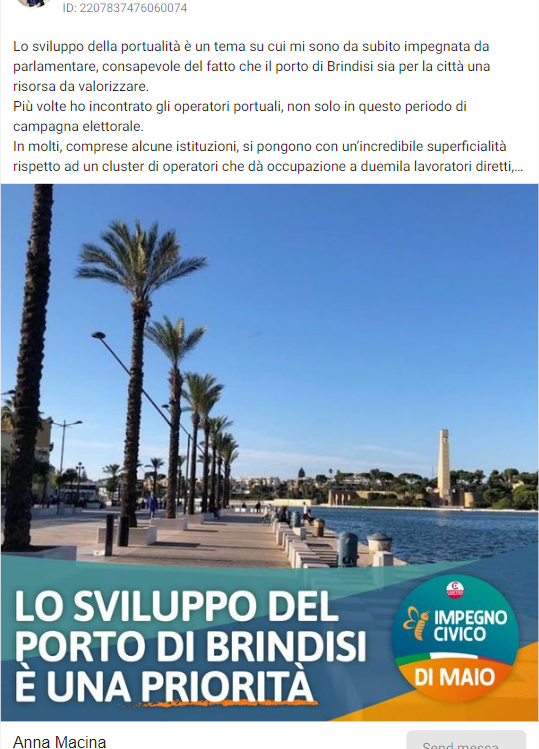 ID: 2207837476060074
Lo sviluppo della portualità è un tema su cui mi sono da subito impegnata da
parlamentare, consapevole del fatto che il porto di Brindisi sia per la città una
risorsa da valorizzare.
Più volte ho incontrato gli operatori portuali, non solo in questo periodo di
campagna elettorale.
In molti, comprese alcune istituzioni, si pongono con un'incredibile superficialità
rispetto ad un cluster di operatori che dà occupazione a duemila lavoratori diretti,...
LO SVILUPPO DEL
PORTO DI BRINDISI
È UNA PRIORITÀ
IMPEGNO
CIVICO
DI MAIO
Anna Macina
Send messa...